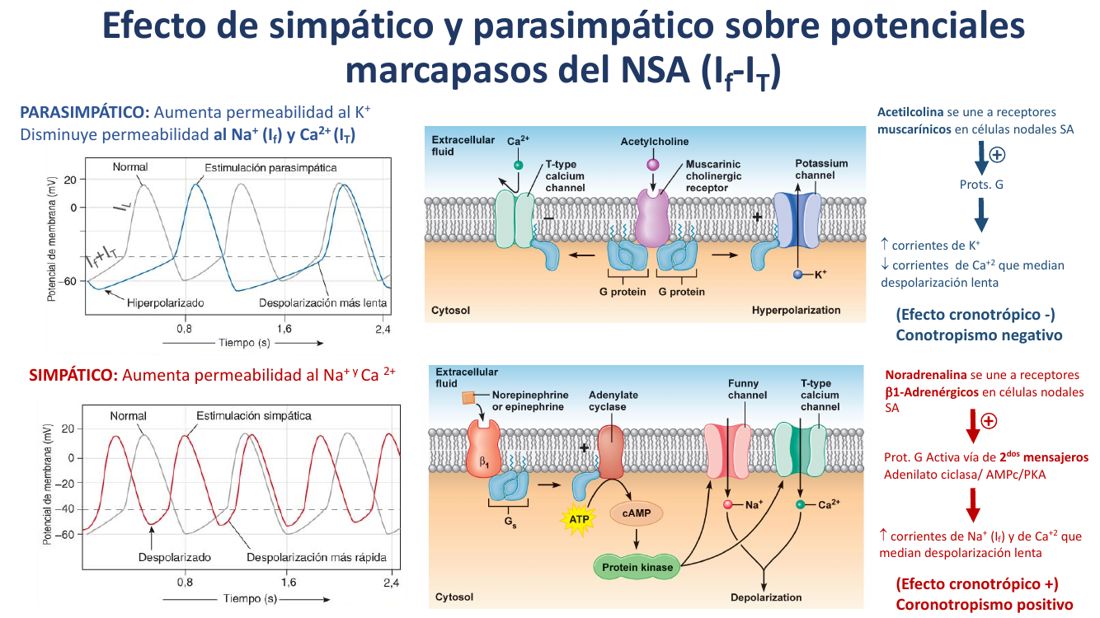 Efecto de simpático y parasimpático sobre potenciales
marcapasos del NSA (If-IT)
PARASIMPÁTICO: Aumenta permeabilidad al K+
Disminuye permeabilidad al Na+ (If) y Ca2+ (IT)
Potencial de membrana (mV)
Normal
Estimulación parasimpática
20
0
−60
IL
If+IT
Hiperpolarizado
Despolarización más lenta
0,8
1,6
2,4
Tiempo (s)
Extracellular
fluid
Ca2+
T-type
calcium
channel
Acetylcholine
Muscarinic
cholinergic
receptor
Potassium
channel
−
+
G protein
G protein
K+
Cytosol
Hyperpolarization
Acetilcolina se une a receptores
muscarínicos en células nodales SA
+
Prots. G
↑ corrientes de K+
↓ corrientes de Ca+2 que median
despolarización lenta
(Efecto cronotrópico -)
Conotropismo negativo
SIMPÁTICO: Aumenta permeabilidad al Na+ y Ca 2+
Potencial de membrana (mV)
Normal
Estimulación simpática
20
0
−20
−40
−60
Despolarizado
Despolarización más rápida
0,8
1,6
2,4
Tiempo (s)
Extracellular
fluid
Norepinephrine
or epinephrine
Adenylate
cyclase
Funny
channel
T-type
calcium
channel
β1
+
Gs
ATP
cAMP
Na+
Ca2+
Protein kinase
Cytosol
Depolarization
Noradrenalina se une a receptores
β1-Adrenérgicos en células nodales
SA
+
Prot. G Activa vía de 2dos mensajeros
Adenilato ciclasa/ AMPc/PKA
↑ corrientes de Na+ (If) y de Ca+2 que
median despolarización lenta
(Efecto cronotrópico +)
Coronotropismo positivo